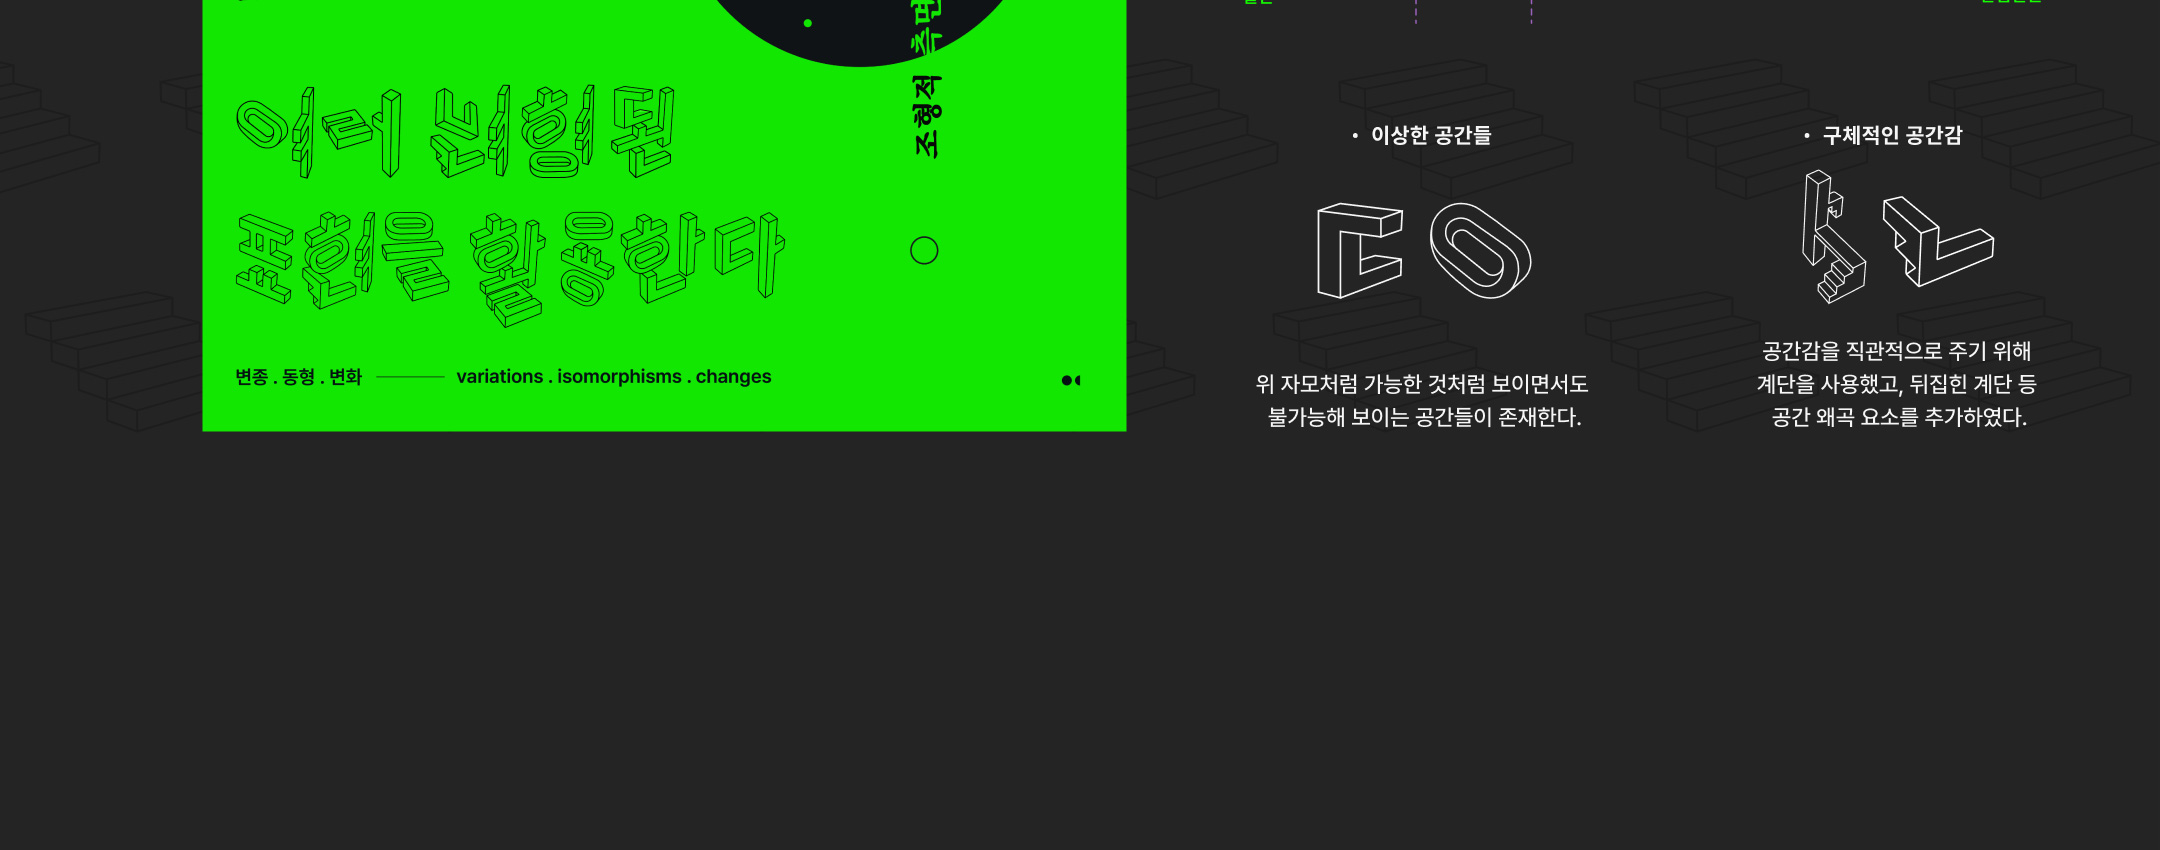 조형적 측면
여러 변형된
표현을 활용한다
변종 . 동형 . 변화 variations . isomorphisms . changes
• 이상한 공간들
위 자모처럼 가능한 것처럼 보이면서도
불가능해 보이는 공간들이 존재한다.
• 구체적인 공간감
공간감을 직관적으로 주기 위해
계단을 사용했고, 뒤집힌 계단 등
공간 왜곡 요소를 추가하였다.